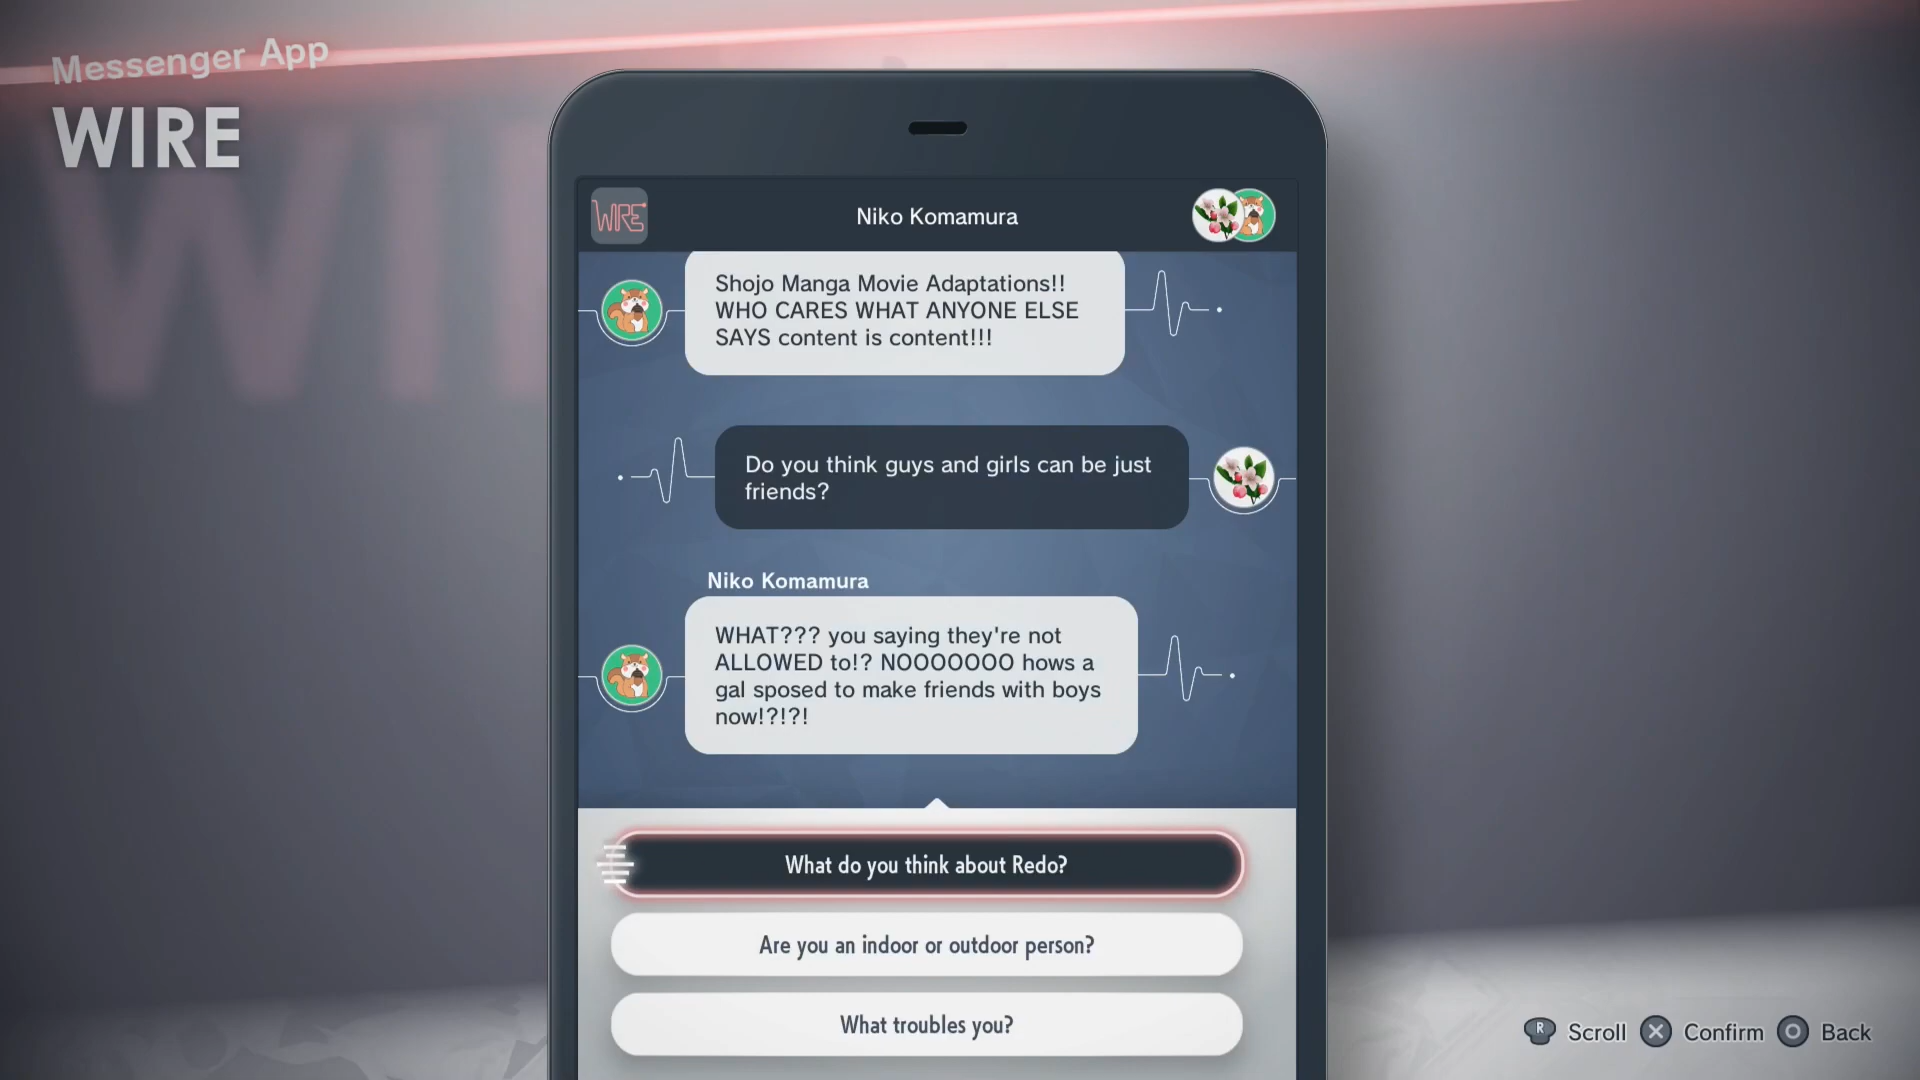 Messenger App
WIRE
WIRE
Niko Komamura
Shojo Manga Movie Adaptations!!
WHO CARES WHAT ANYONE ELSE
SAYS content is content!!!
Do you think guys and girls can be just
friends?
Niko Komamura
WHAT??? you saying they're not
ALLOWED to!? NOOOOOOO hows a
gal sposed to make friends with boys
now!?!?!
What do you think about Redo?
Are you an indoor or outdoor person?
What troubles you?
R Scroll Confirm Back